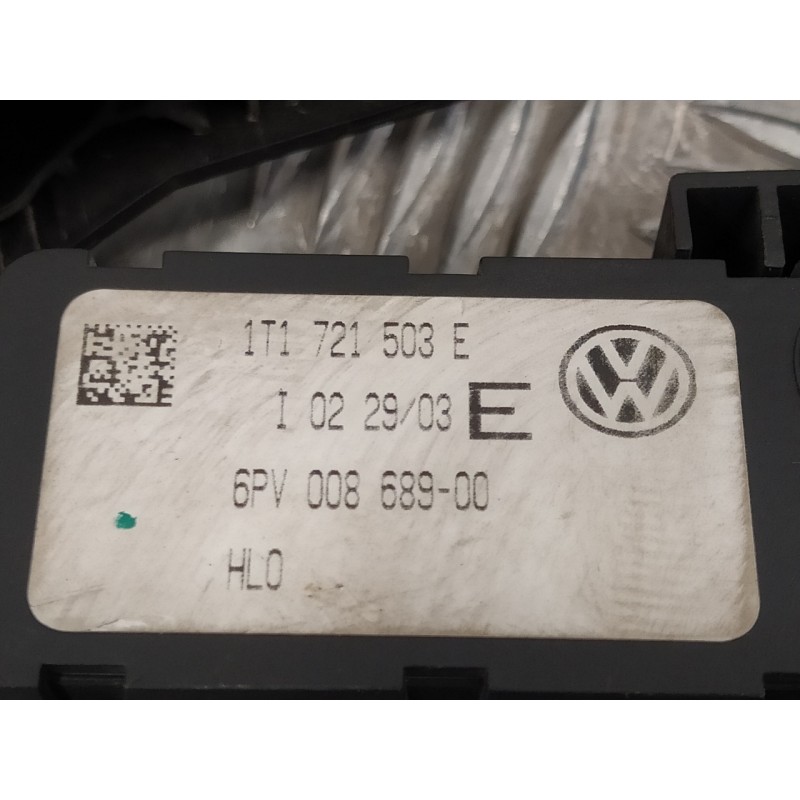 1T1 721 503 E
I 02 29/03 E
6PV 008 689-00
HLO